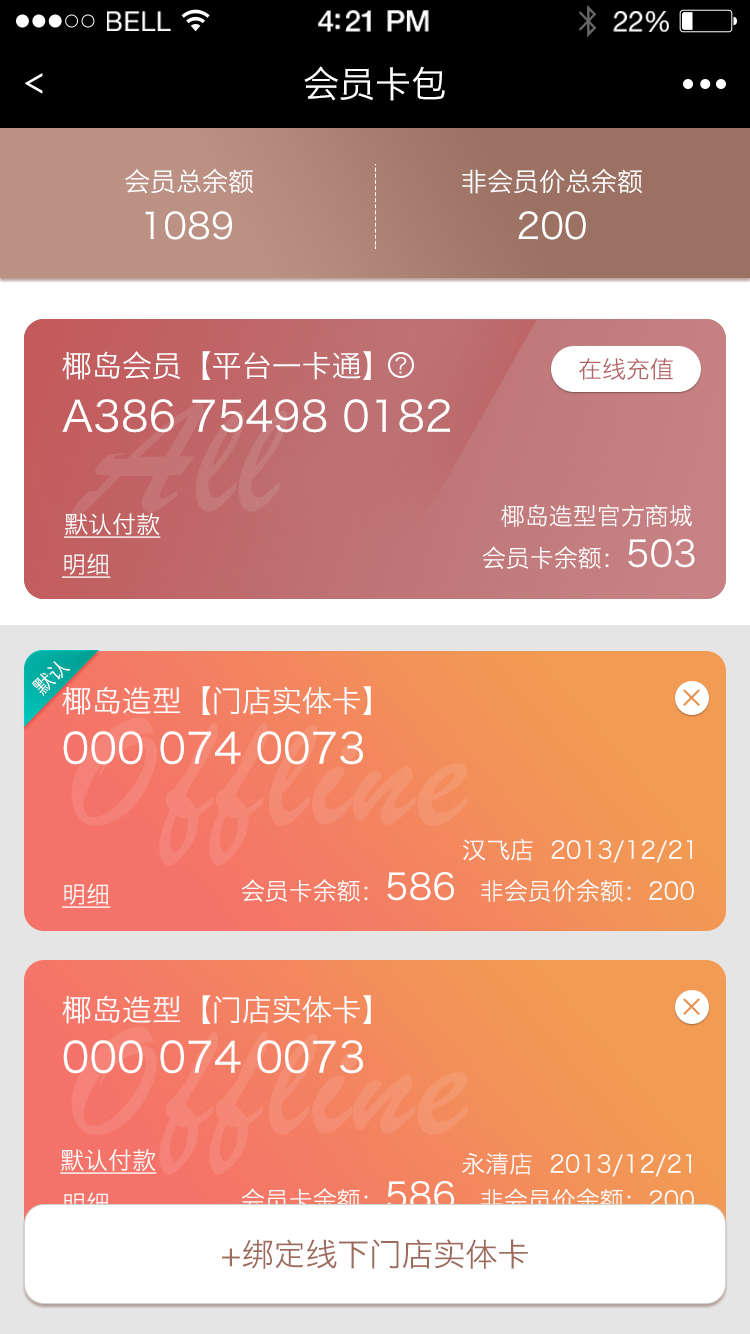 BELL 4:21 PM 22%
< 会员卡包
会员总余额 非会员价总余额
1089 200
椰岛会员【平台一卡通】?
在线充值
A386 75498 0182
All
默认付款
椰岛造型官方商城
明细
会员卡余额：503
默认
椰岛造型【门店实体卡】
000 074 0073
Offline
汉飞店 2013/12/21
明细 会员卡余额：586 非会员价余额：200
椰岛造型【门店实体卡】
000 074 0073
Offline
默认付款 永清店 2013/12/21
明细 会员卡余额：586 非会员价余额：200
+绑定线下门店实体卡